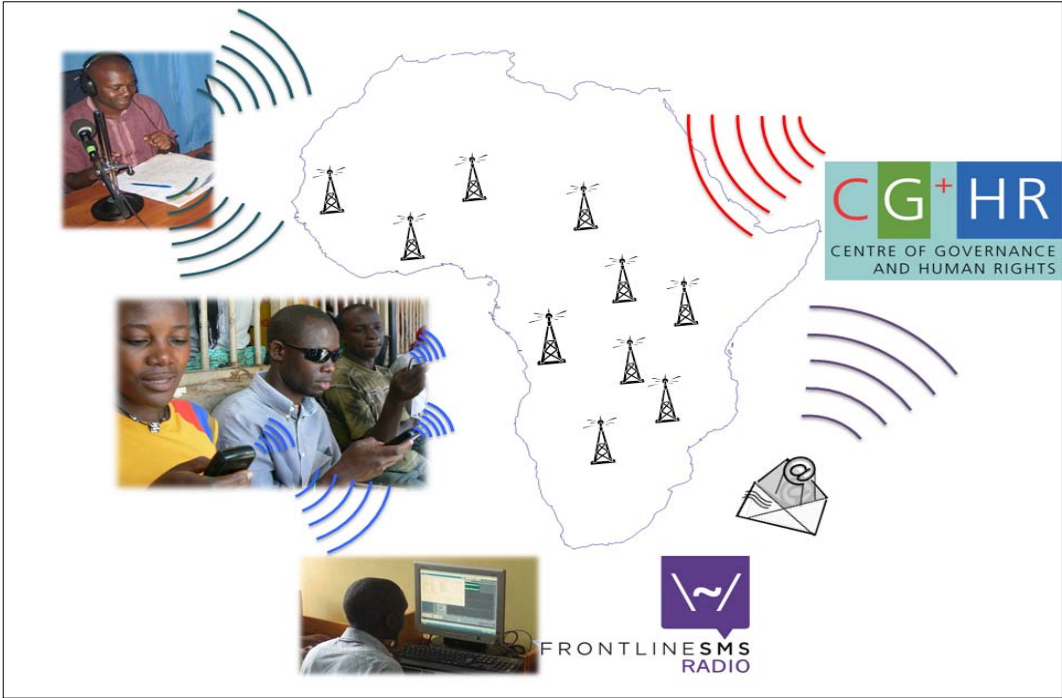 CG+HR
CENTRE OF GOVERNANCE
AND HUMAN RIGHTS
@
@
\~/
FRONTLINESMS
RADIO